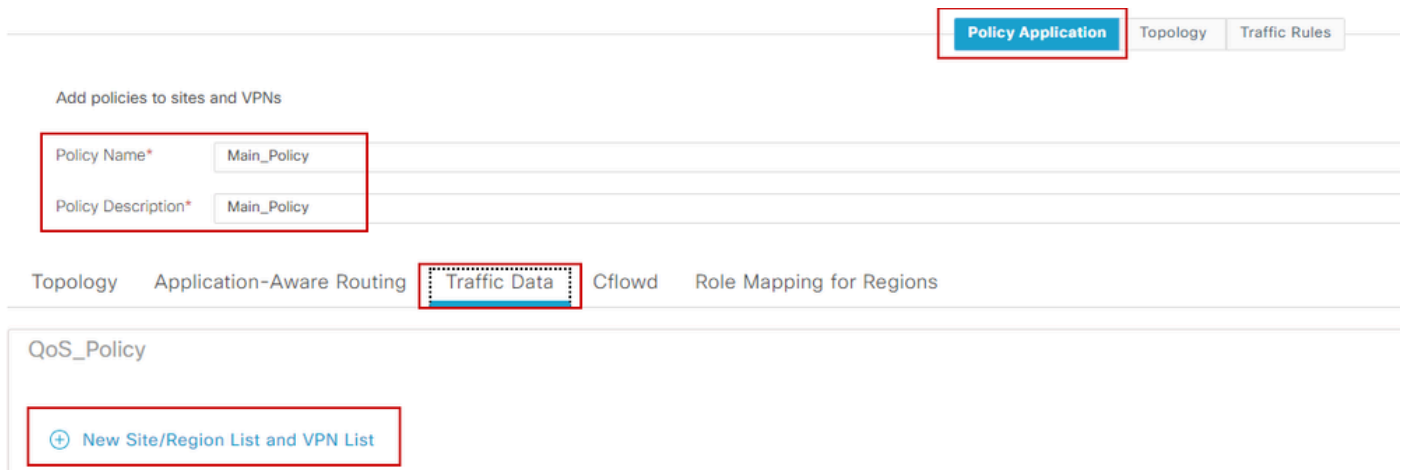 Policy Application Topology Traffic Rules
Add policies to sites and VPNs
Policy Name* Main_Policy
Policy Description* Main_Policy
Topology Application-Aware Routing Traffic Data Cflowd Role Mapping for Regions
QoS_Policy
New Site/Region List and VPN List